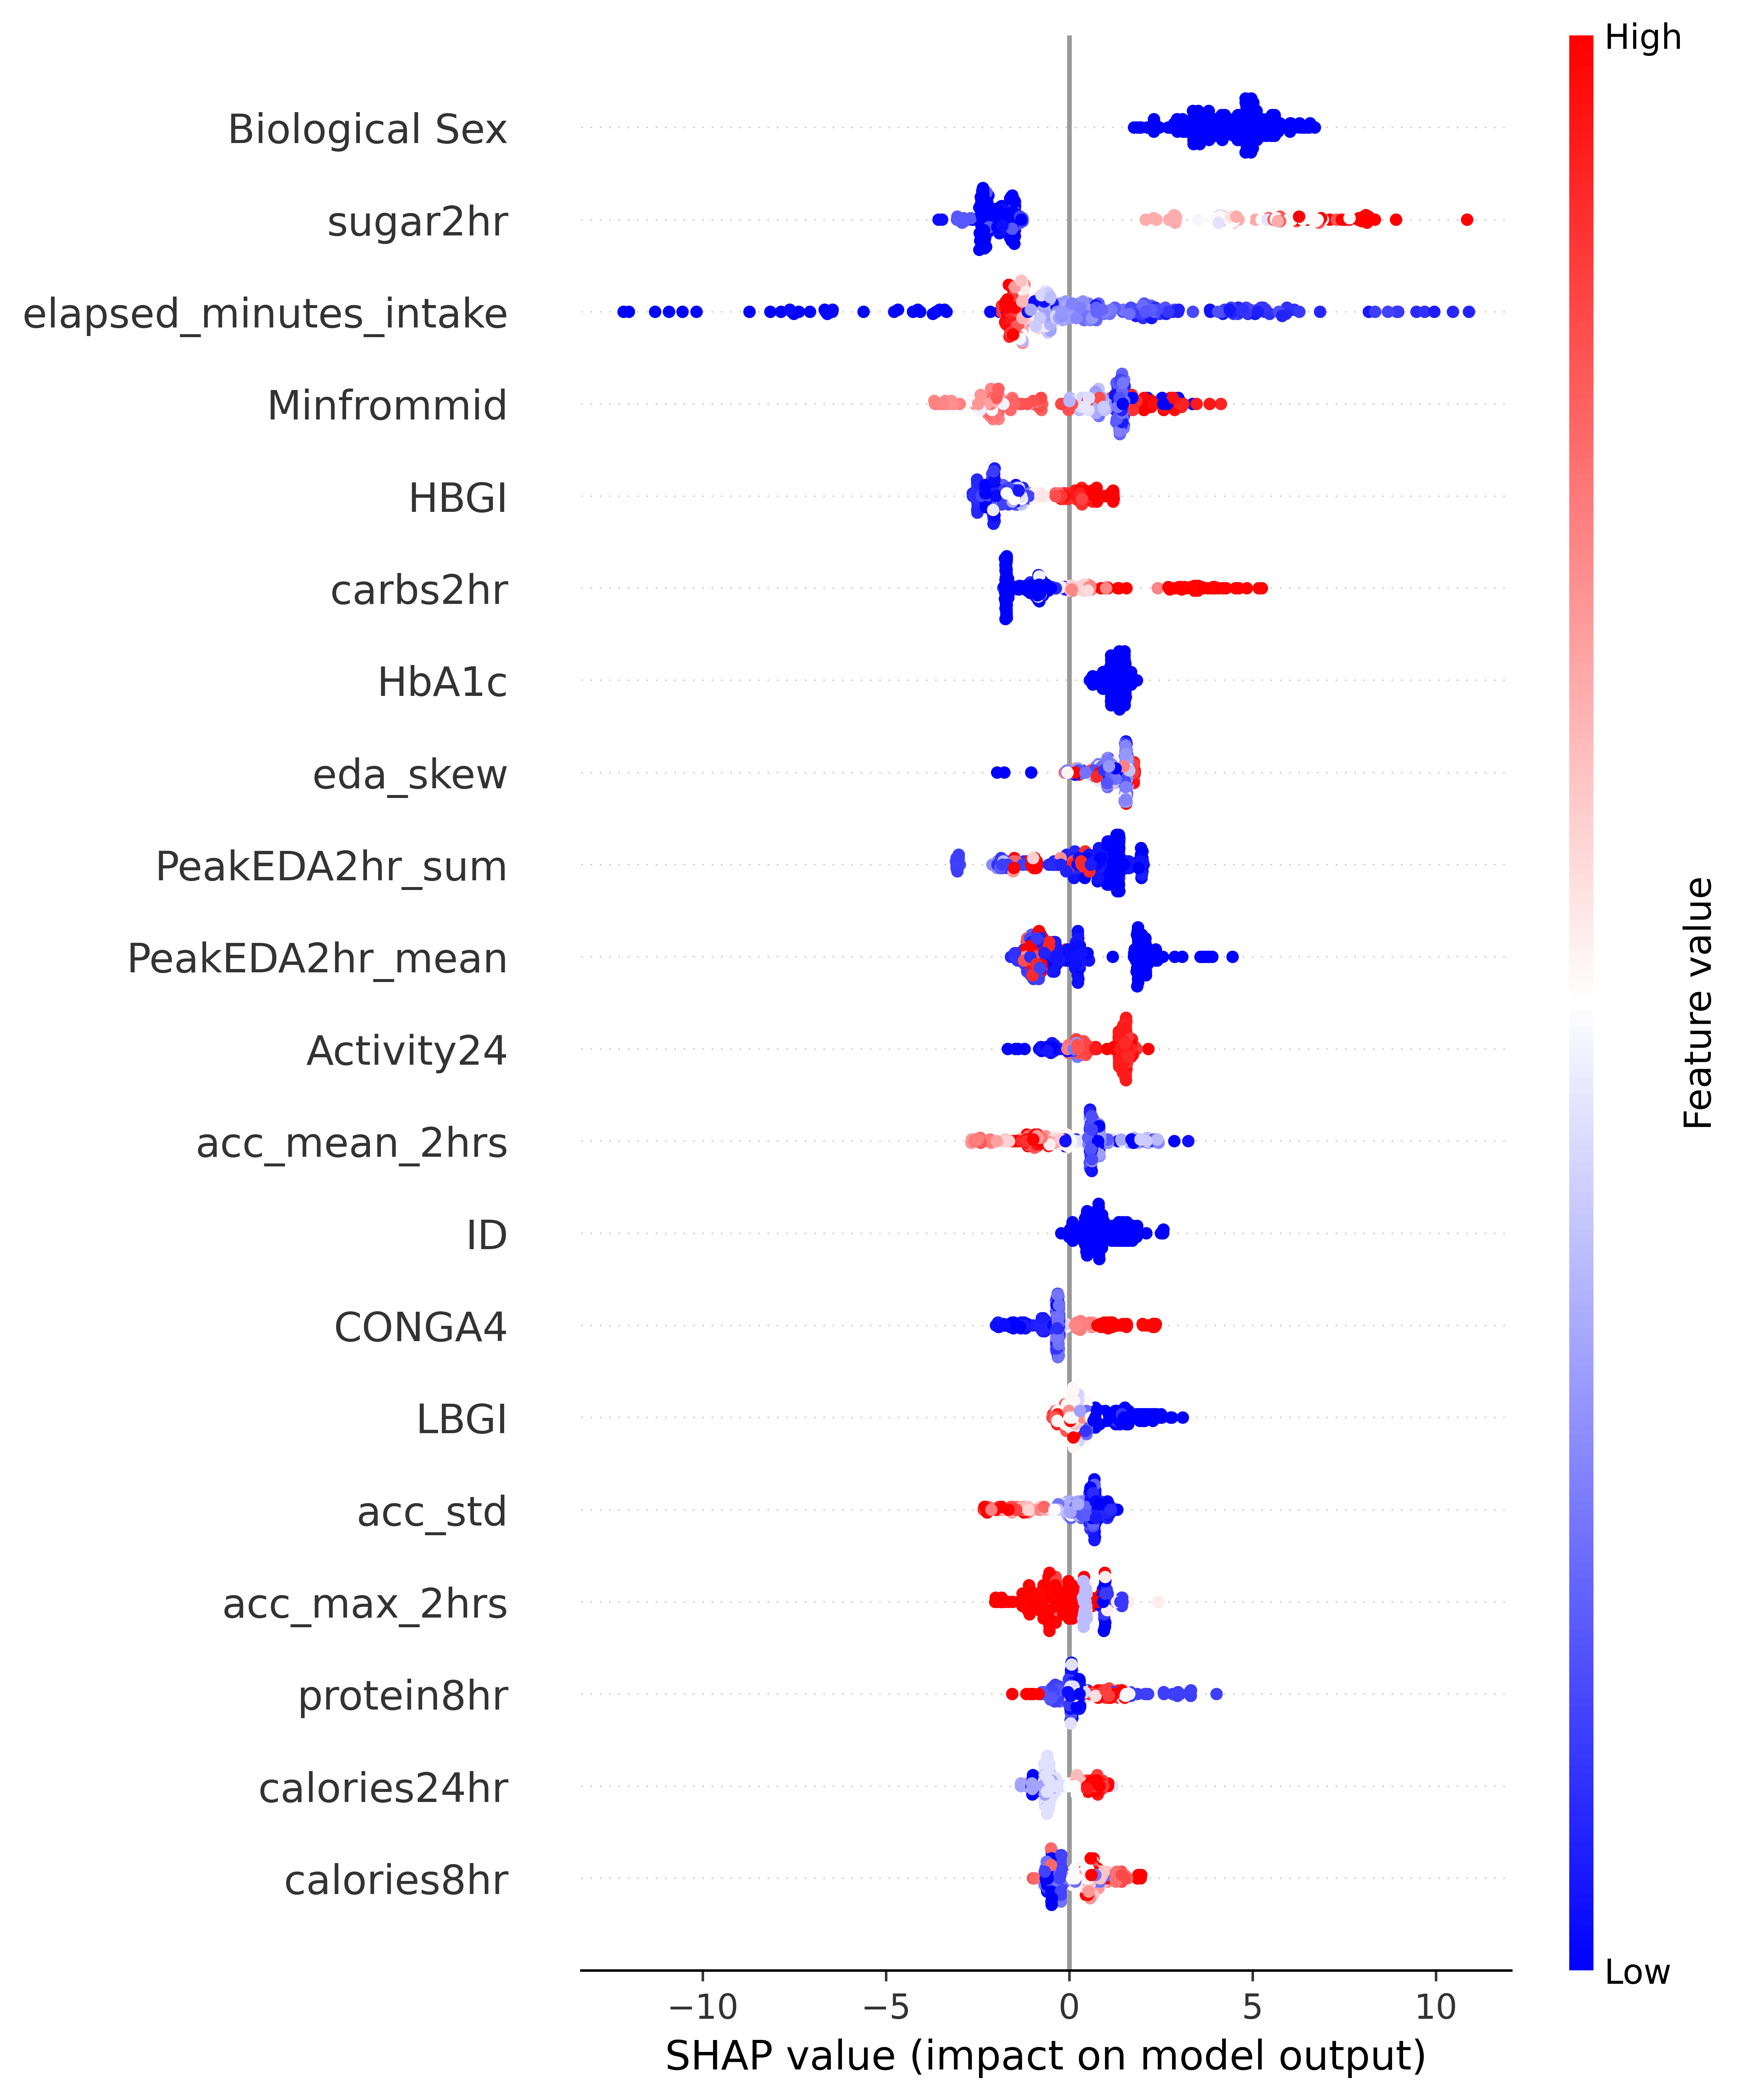 High
Biological Sex
sugar2hr
elapsed_minutes_intake
Minfrommid
HBGI
carbs2hr
HbA1c
eda_skew
PeakEDA2hr_sum
PeakEDA2hr_mean
Activity24
acc_mean_2hrs
ID
CONGA4
LBGI
acc_std
acc_max_2hrs
protein8hr
calories24hr
calories8hr
Feature value
Low
−10 −5 0 5 10
SHAP value (impact on model output)